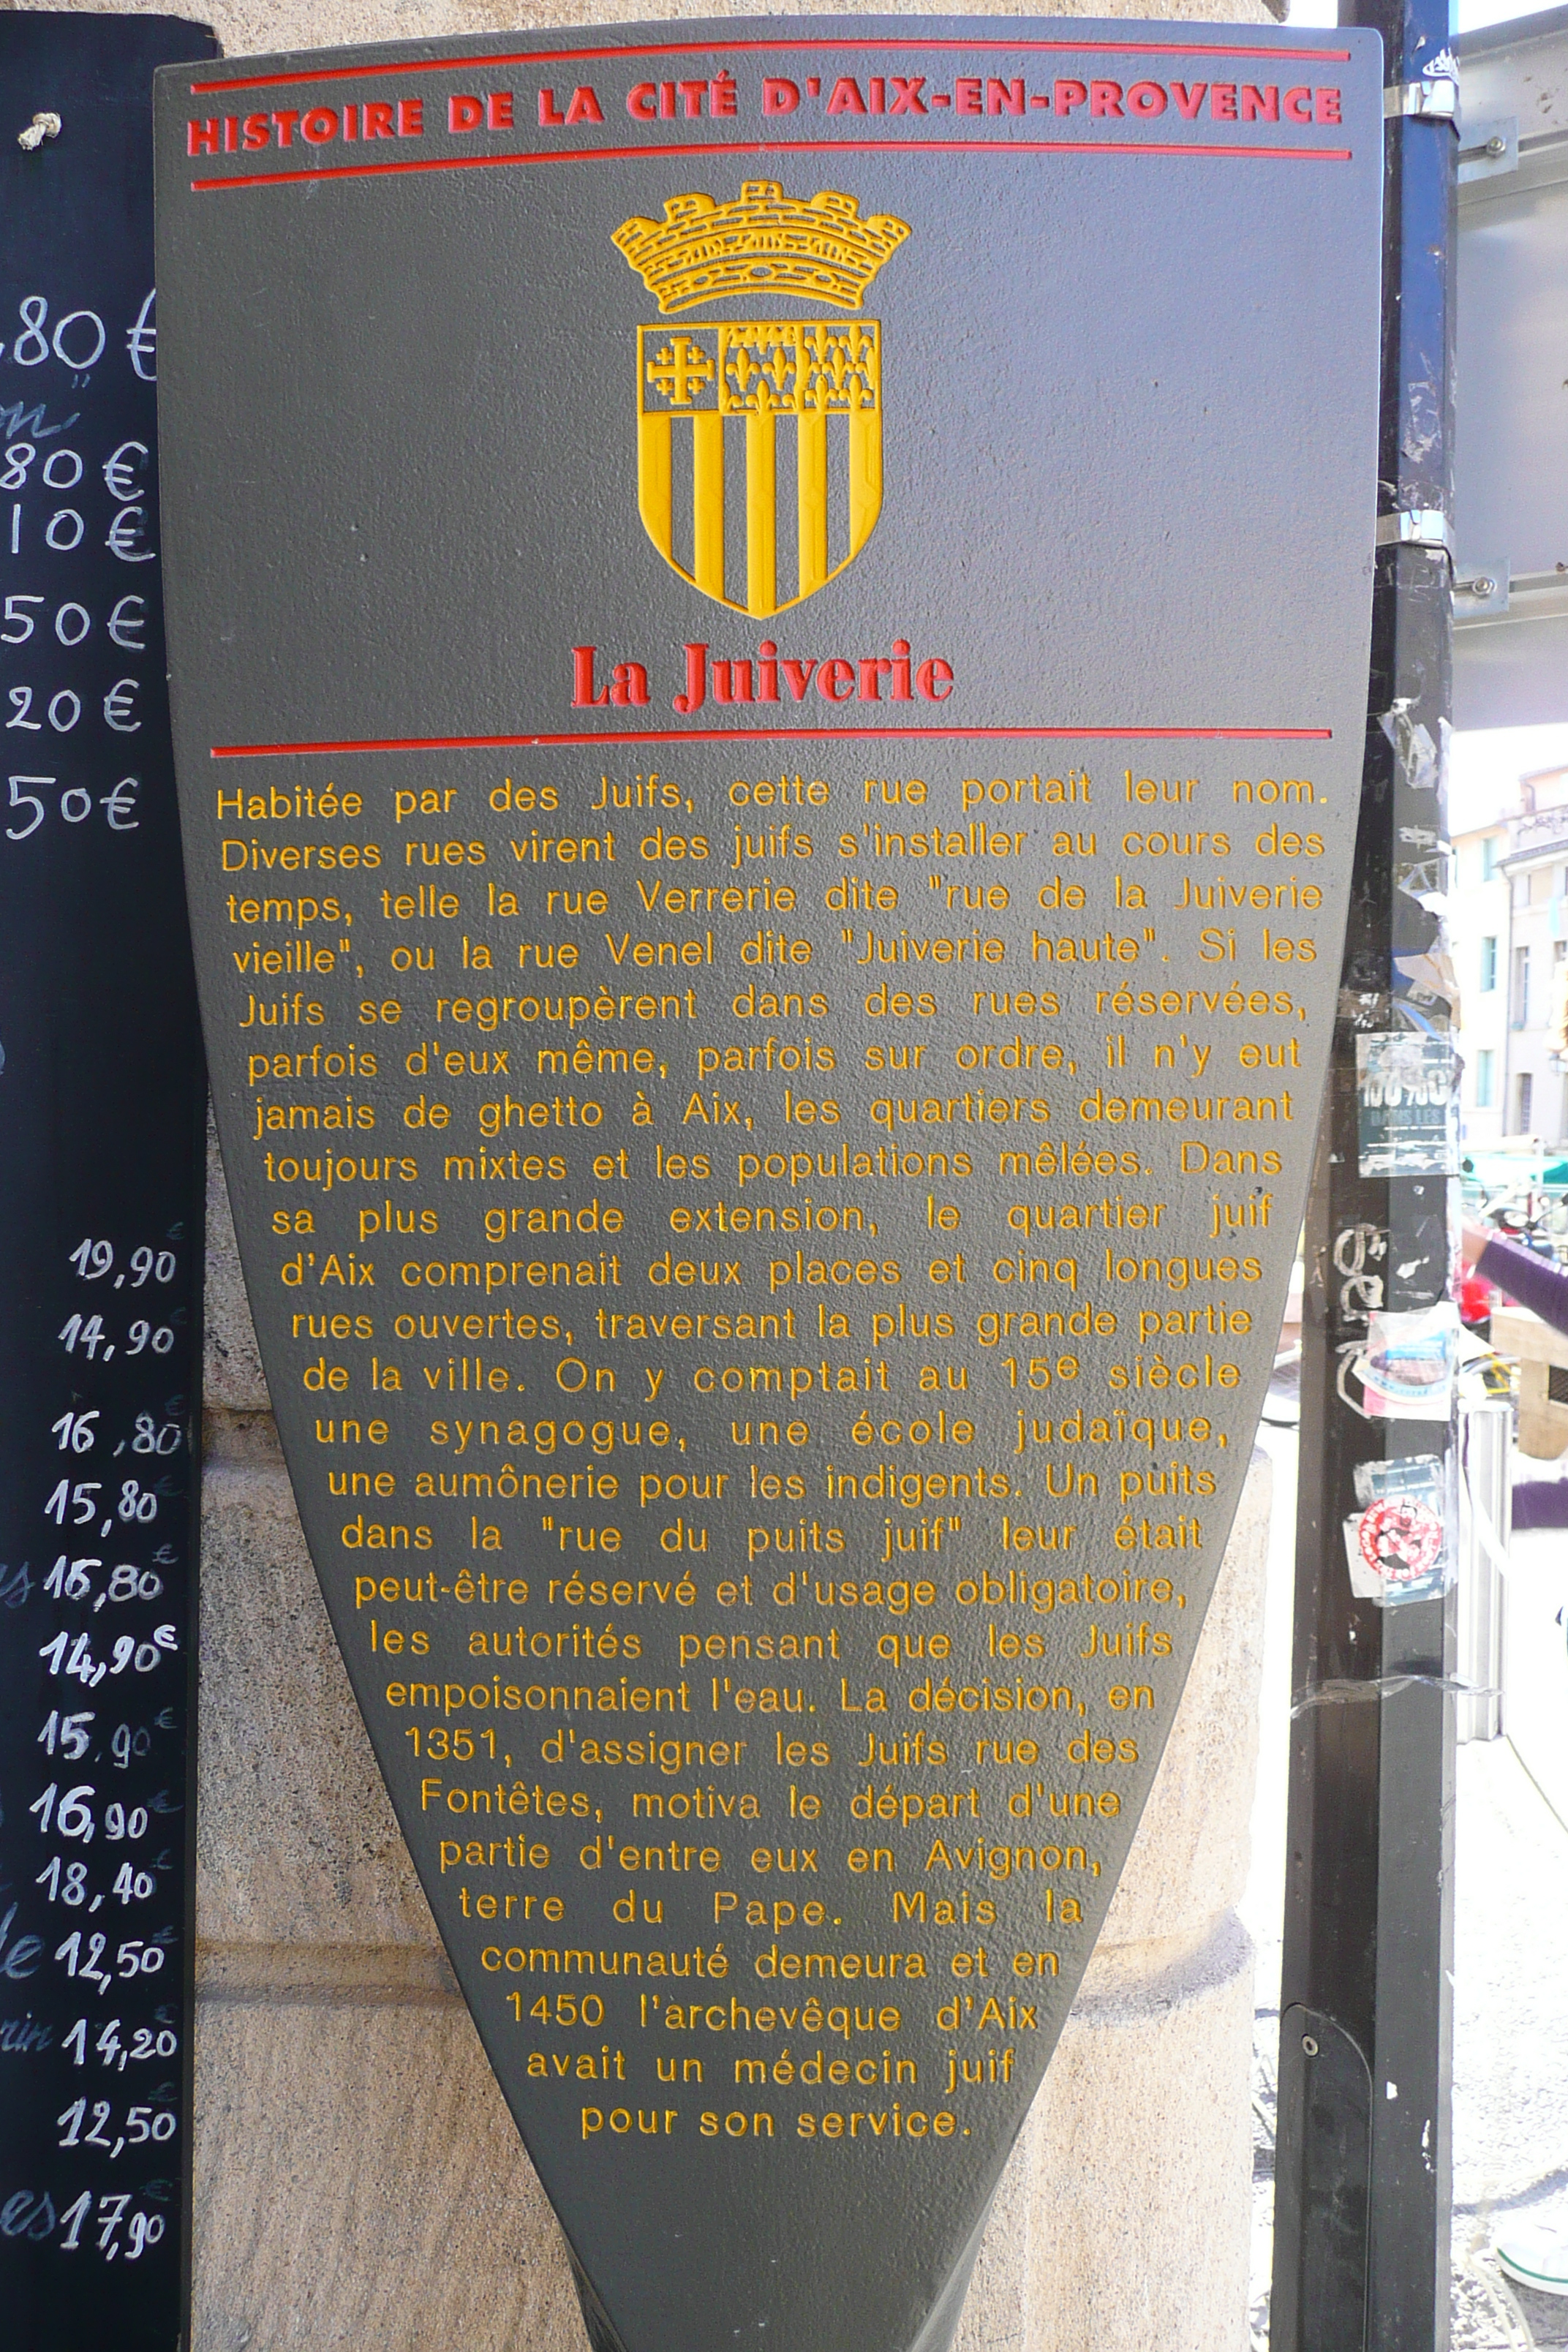 HISTOIRE DE LA CITÉ D'AIX-EN-PROVENCE
La Juiverie
Habitée par des Juifs, cette rue portait leur nom.
Diverses rues virent des juifs s'installer au cours des
temps, telle la rue Verrerie dite "rue de la Juiverie
vieille", ou la rue Venel dite "Juiverie haute". Si les
Juifs se regroupèrent dans des rues réservées,
parfois d'eux même, parfois sur ordre, il n'y eut
jamais de ghetto à Aix, les quartiers demeurant
toujours mixtes et les populations mêlées. Dans
sa plus grande extension, le quartier juif
d'Aix comprenait deux places et cinq longues
rues ouvertes, traversant la plus grande partie
de la ville. On y comptait au 15e siècle
une synagogue, une école judaïque,
une aumônerie pour les indigents. Un puits
dans la "rue du puits juif" leur était
peut-être réservé et d'usage obligatoire,
les autorités pensant que les Juifs
empoisonnaient l'eau. La décision, en
1351, d'assigner les Juifs rue des
Fontêtes, motiva le départ d'une
partie d'entre eux en Avignon,
terre du Pape. Mais la
communauté demeura et en
1450 l'archevêque d'Aix
avait un médecin juif
pour son service.
,80 €
80 €
10 €
50 €
20 €
50 €
19,90 €
14,90 €
16,80 €
15,80 €
16,80 €
14,90 €
15,90 €
16,90 €
18,40 €
12,50 €
14,20 €
12,50 €
17,90 €